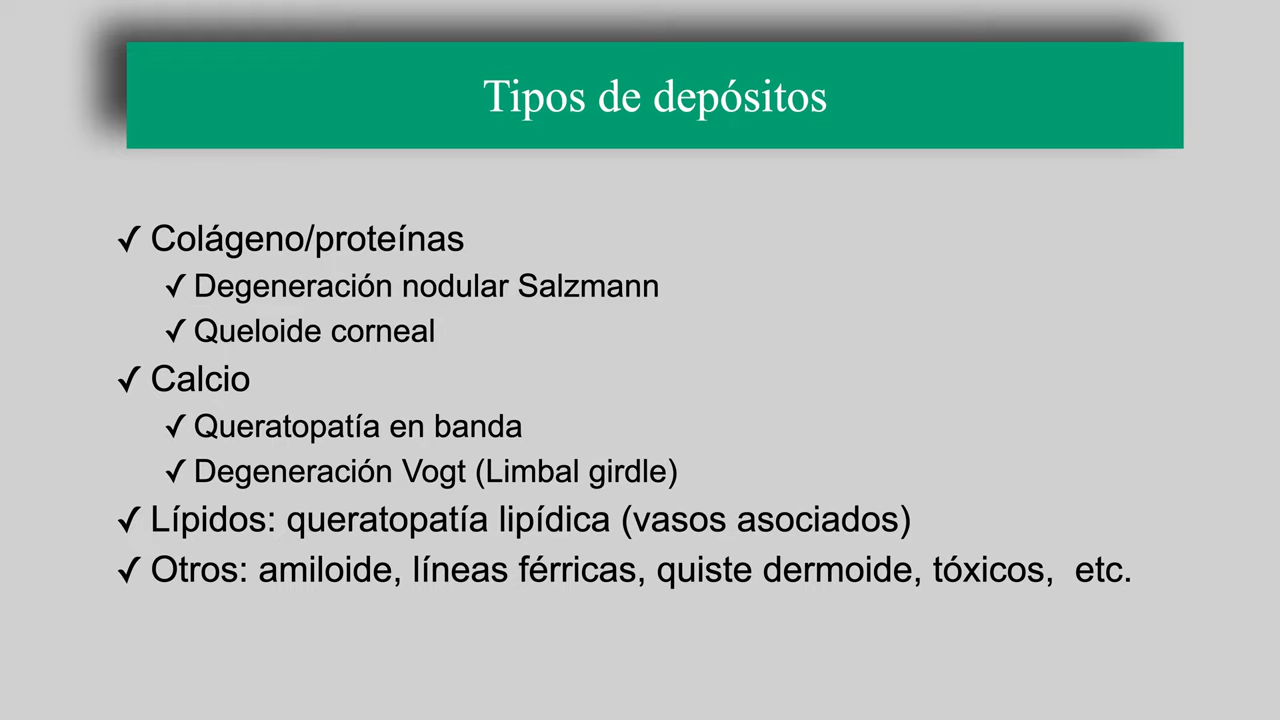 Tipos de depósitos
✓ Colágeno/proteínas
✓ Degeneración nodular Salzmann
✓ Queloide corneal
✓ Calcio
✓ Queratopatía en banda
✓ Degeneración Vogt (Limbal girdle)
✓ Lípidos: queratopatía lipídica (vasos asociados)
✓ Otros: amiloide, líneas férricas, quiste dermoide, tóxicos,  etc.